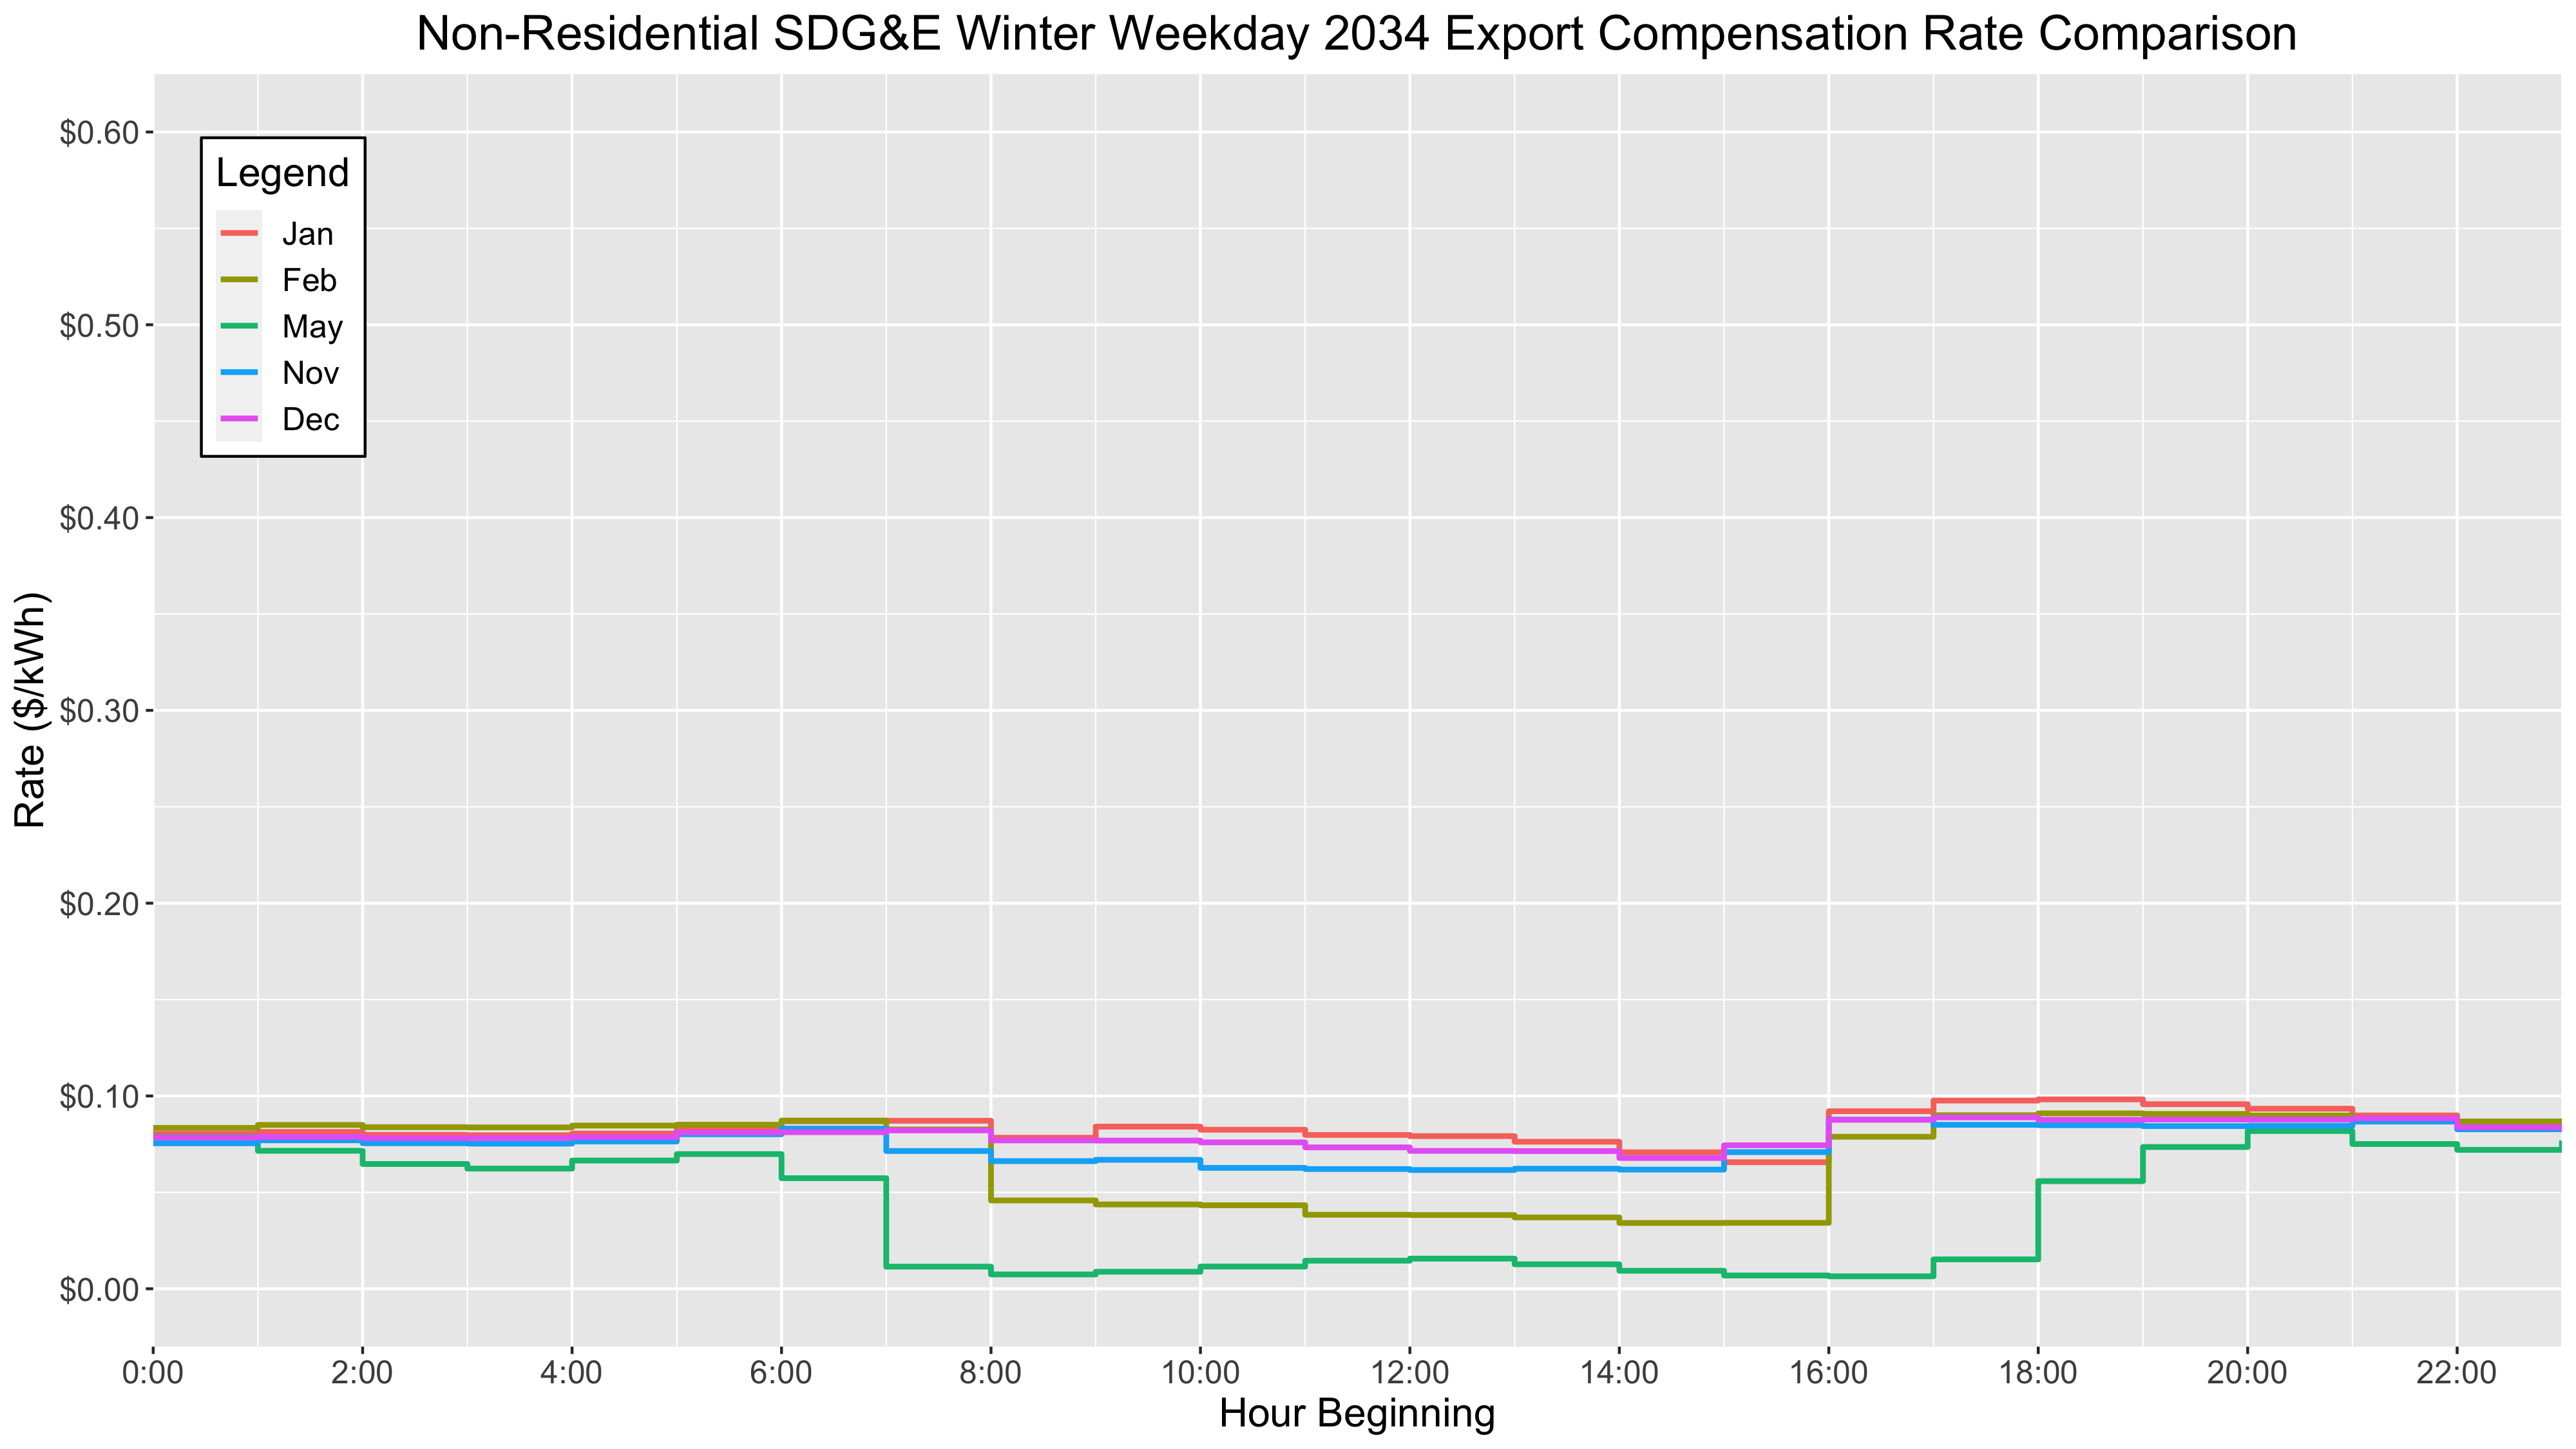 Non-Residential SDG&E Winter Weekday 2034 Export Compensation Rate Comparison
$0.60
$0.50
$0.40
$0.30
$0.20
$0.10
$0.00
Rate ($/kWh)
Legend
Jan
Feb
May
Nov
Dec
0:00 2:00 4:00 6:00 8:00 10:00 12:00 14:00 16:00 18:00 20:00 22:00
Hour Beginning